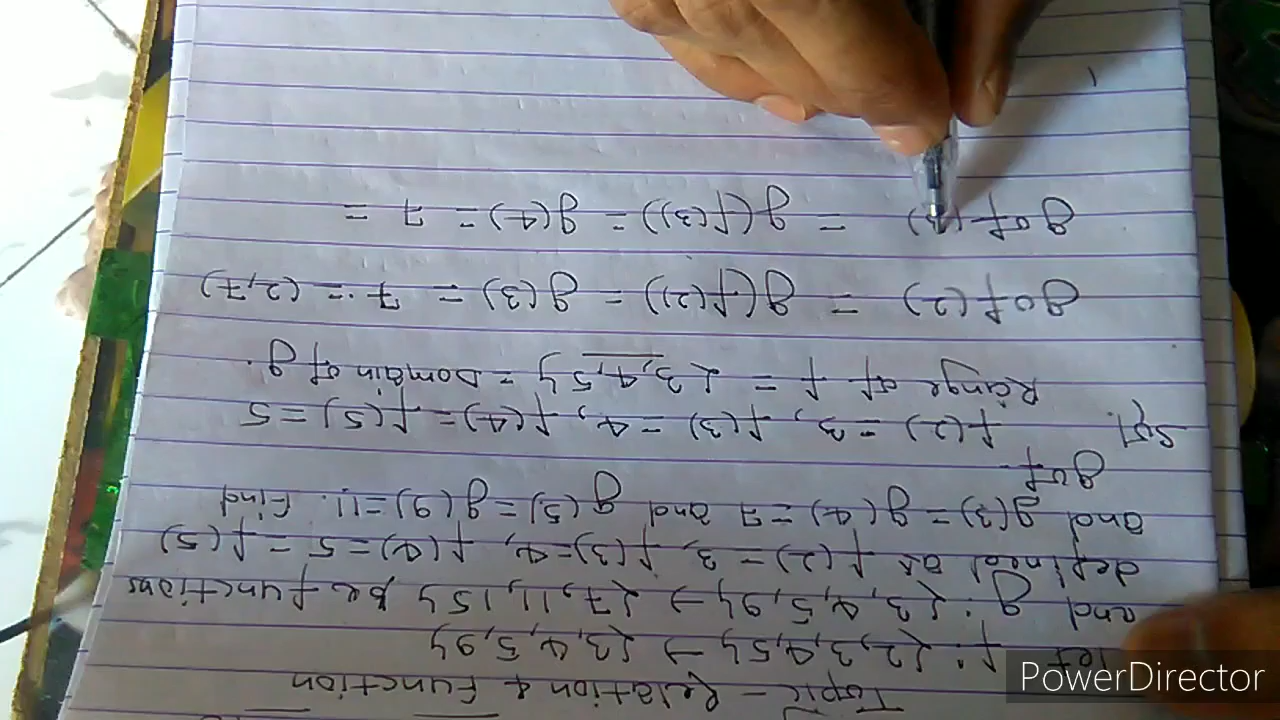 Topic - Relation & Function
Let f: {2,3,4,5} → {3,4,5,9}
and g: {3,4,5,9} → {7,11,15} be functions
defined as f(2) = 3, f(3)=4, f(4)=5 = f(5)
and g(3) = g(4) = 7 and g(5)=g(9)=11. Find
gof.
Sol. f(2) = 3, f(3) = 4, f(4) = f(5) = 5
Range of f = {3,4,5} = Domain of g.
gof(2) = g(f(2)) = g(3) = 7 = (2,7)
gof(3) = g(f(3)) = g(4) = 7 =
PowerDirector